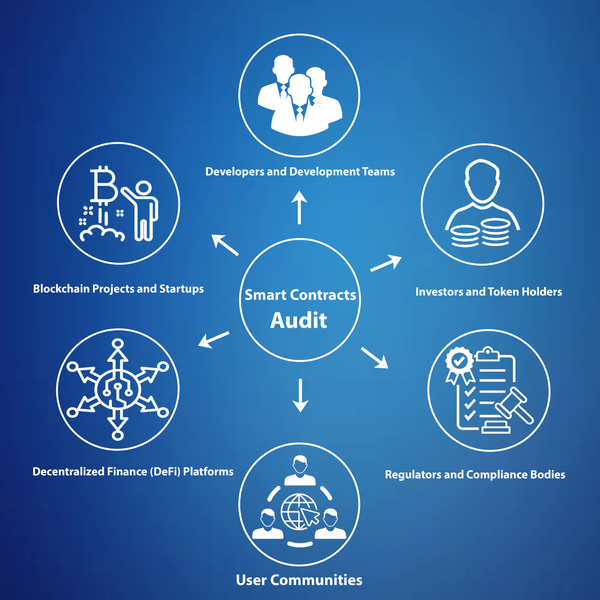 Developers and Development Teams
Blockchain Projects and Startups
Investors and Token Holders
Smart Contracts
Audit
Decentralized Finance (DeFi) Platforms
Regulators and Compliance Bodies
User Communities